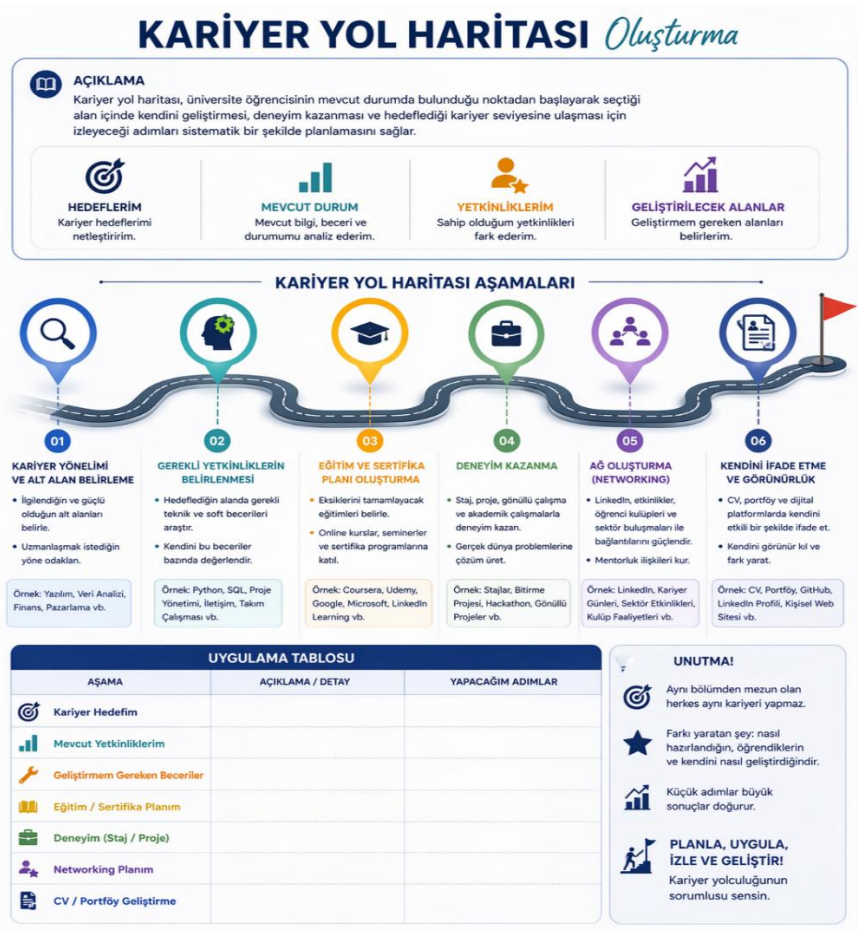 KARİYER YOL HARİTASI Oluşturma
AÇIKLAMA
Kariyer yol haritası, üniversite öğrencisinin mevcut durumda bulunduğu noktadan başlayarak seçtiği
alan içinde kendini geliştirmesi, deneyim kazanması ve hedeflediği kariyer seviyesine ulaşması için
izleyeceği adımları sistematik bir şekilde planlamasını sağlar.
HEDEFLERİM
Kariyer hedeflerimi
netleştiririm.
MEVCUT DURUM
Mevcut bilgi, beceri ve
durumumu analiz ederim.
YETKİNLİKLERİM
Sahip olduğum yetkinlikleri
fark ederim.
GELİŞTİRİLECEK ALANLAR
Geliştirmem gereken alanları
belirlerim.
KARİYER YOL HARİTASI AŞAMALARI
01
KARİYER YÖNELİMİ
VE ALT ALAN BELİRLEME
• İlgilendiğin ve güçlü
olduğun alt alanları
belirle.
• Uzmanlaşmak istediğin
yöne odaklan.
Örnek: Yazılım, Veri Analizi,
Finans, Pazarlama vb.
02
GEREKLİ YETKİNLİKLERİN
BELİRLENMESİ
• Hedeflediğin alanda gerekli
teknik ve soft becerileri
araştır.
• Kendini bu beceriler
bazında değerlendir.
Örnek: Python, SQL, Proje
Yönetimi, İletişim, Takım
Çalışması vb.
03
EĞİTİM VE SERTİFİKA
PLANI OLUŞTURMA
• Eksiklerini tamamlayacak
eğitimleri belirle.
• Online kurslar, seminerler
ve sertifika programlarına
katıl.
Örnek: Coursera, Udemy,
Google, Microsoft, LinkedIn
Learning vb.
04
DENEYİM KAZANMA
• Staj, proje, gönüllü çalışma
ve akademik çalışmalarla
deneyim kazan.
• Gerçek dünya problemlerine
çözüm üret.
Örnek: Stajlar, Bitirme
Projesi, Hackathon, Gönüllü
Projeler vb.
05
AĞ OLUŞTURMA
(NETWORKING)
• LinkedIn, etkinlikler,
öğrenci kulüpleri ve
sektör buluşmaları ile
bağlantılarını güçlendir.
• Mentorluk ilişkileri kur.
Örnek: LinkedIn, Kariyer
Günleri, Sektör Etkinlikleri,
Kulüp Faaliyetleri vb.
06
KENDİNİ İFADE ETME
VE GÖRÜNÜRLÜK
• CV, portföy ve dijital
platformlarda kendini
etkili bir şekilde ifade et.
• Kendini görünür kıl ve
fark yarat.
Örnek: CV, Portföy, GitHub,
LinkedIn Profili, Kişisel Web
Sitesi vb.
UYGULAMA TABLOSU
AŞAMA
AÇIKLAMA / DETAY
YAPACAĞIM ADIMLAR
Kariyer Hedefim
Mevcut Yetkinliklerim
Geliştirmem Gereken Beceriler
Eğitim / Sertifika Planım
Deneyim (Staj / Proje)
Networking Planım
CV / Portföy Geliştirme
UNUTMA!
Aynı bölümden mezun olan
herkes aynı kariyeri yapmaz.
Farkı yaratan şey: nasıl
hazırlandığın, öğrendiklerin
ve kendini nasıl geliştirdiğindir.
Küçük adımlar büyük
sonuçlar doğurur.
PLANLA, UYGULA,
İZLE VE GELİŞTİR!
Kariyer yolculuğunun
sorumlusu sensin.